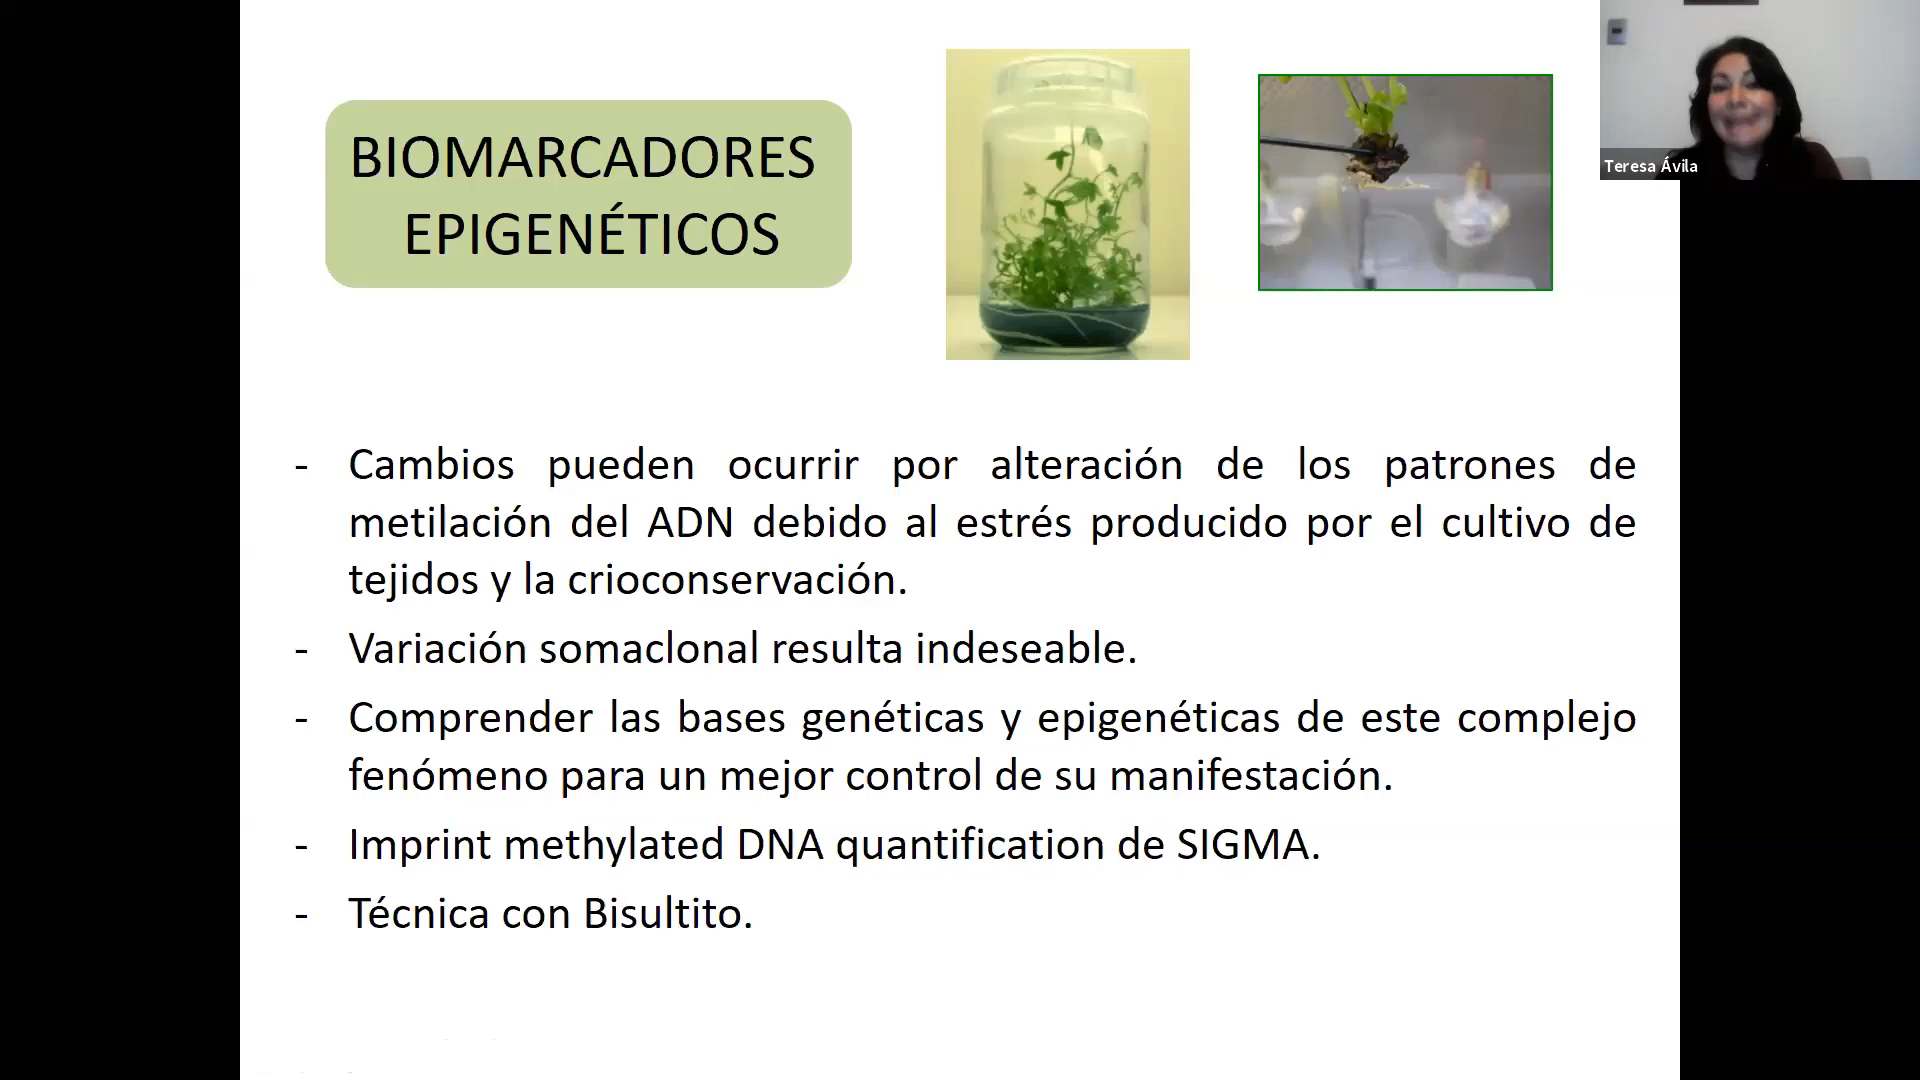 BIOMARCADORES
EPIGENÉTICOS
Teresa Ávila
- Cambios pueden ocurrir por alteración de los patrones de
metilación del ADN debido al estrés producido por el cultivo de
tejidos y la crioconservación.
- Variación somaclonal resulta indeseable.
- Comprender las bases genéticas y epigenéticas de este complejo
fenómeno para un mejor control de su manifestación.
- Imprint methylated DNA quantification de SIGMA.
- Técnica con Bisultito.